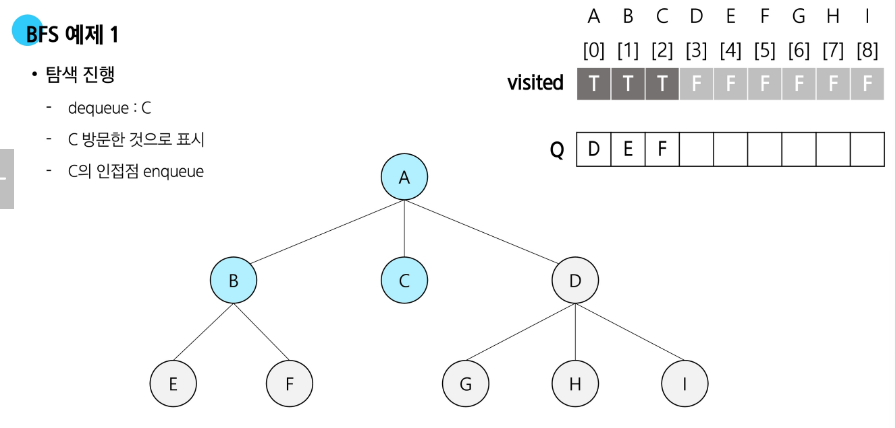 BFS 예제 1
• 탐색 진행
- dequeue : C
- C 방문한 것으로 표시
- C의 인접점 enqueue
A B C D E F G H I
[0] [1] [2] [3] [4] [5] [6] [7] [8]
visited T T T F F F F F F
Q D E F
A
B C D
E F G H I